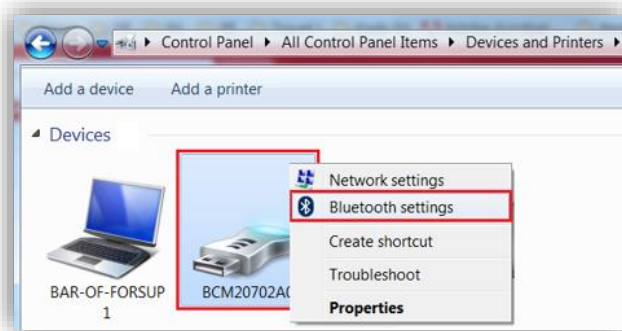 Control Panel ▸ All Control Panel Items ▸ Devices and Printers ▸
Add a device Add a printer
Devices
Network settings
Bluetooth settings
Create shortcut
Troubleshoot
Properties
BAR-OF-FORSUP
1
BCM20702A